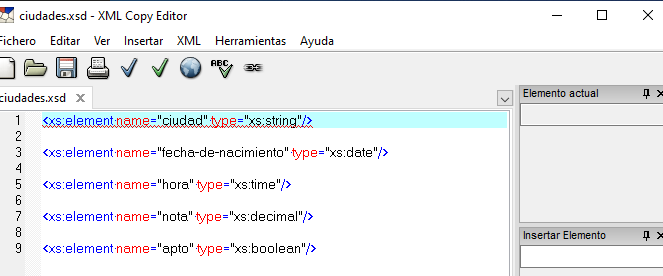 ciudades.xsd - XML Copy Editor
Fichero Editar Ver Insertar XML Herramientas Ayuda
ABC
ciudades.xsd
Elemento actual
1 <xs:element name="ciudad" type="xs:string"/>
2
3 <xs:element name="fecha-de-nacimiento" type="xs:date"/>
4
5 <xs:element name="hora" type="xs:time"/>
6
7 <xs:element name="nota" type="xs:decimal"/>
8
9 <xs:element name="apto" type="xs:boolean"/>
Insertar Elemento